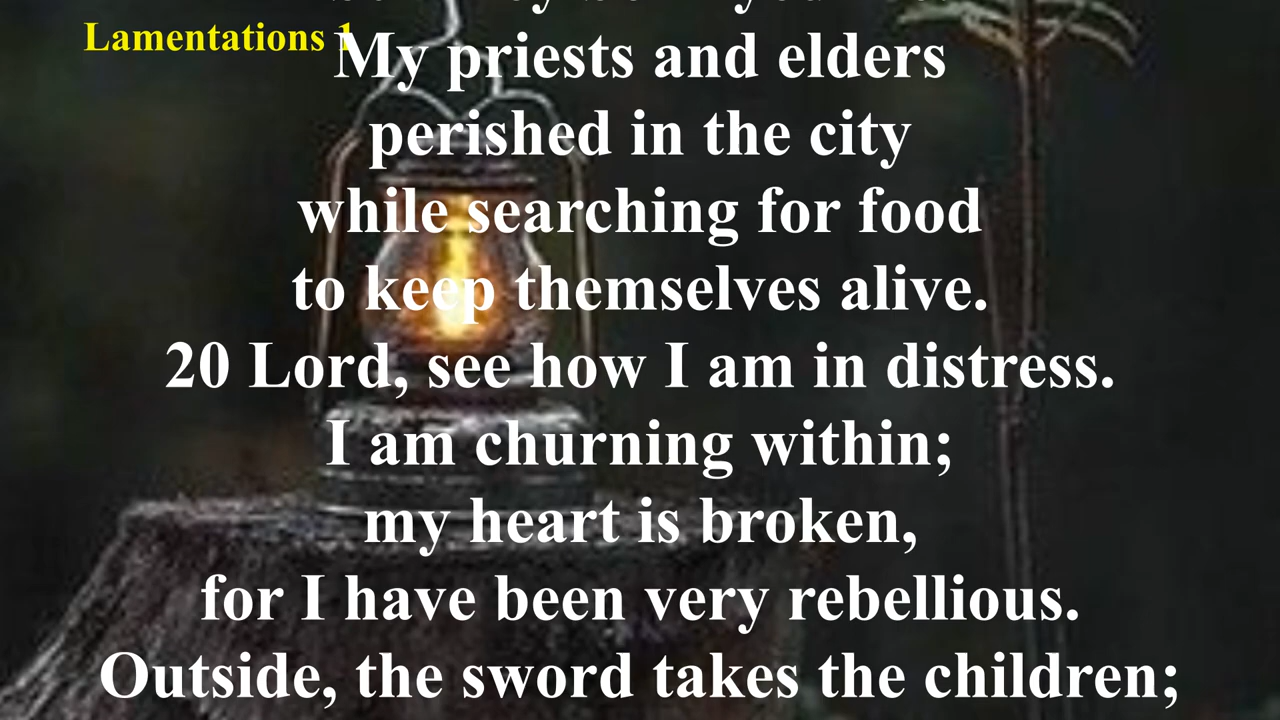 Lamentations 1
My priests and elders
perished in the city
while searching for food
to keep themselves alive.
20 Lord, see how I am in distress.
I am churning within;
my heart is broken,
for I have been very rebellious.
Outside, the sword takes the children;